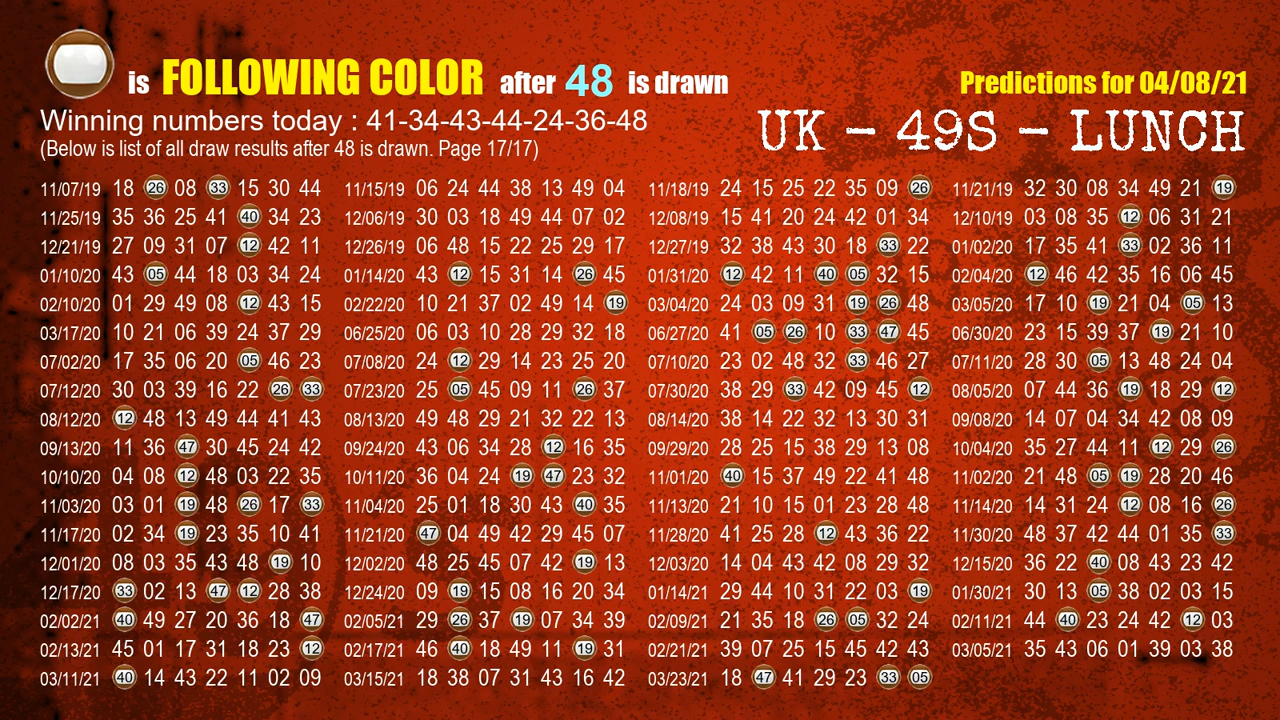 is FOLLOWING COLOR after 48 is drawn
Predictions for 04/08/21
Winning numbers today : 41-34-43-44-24-36-48
UK - 49S - LUNCH
(Below is list of all draw results after 48 is drawn. Page 17/17)
11/07/19 18 26 08 33 15 30 44 11/15/19 06 24 44 38 13 49 04 11/18/19 24 15 25 22 35 09 26 11/21/19 32 30 08 34 49 21 19
11/25/19 35 36 25 41 40 34 23 12/06/19 30 03 18 49 44 07 02 12/08/19 15 41 20 24 42 01 34 12/10/19 03 08 35 12 06 31 21
12/21/19 27 09 31 07 12 42 11 12/26/19 06 48 15 22 25 29 17 12/27/19 32 38 43 30 18 33 22 01/02/20 17 35 41 33 02 36 11
01/10/20 43 05 44 18 03 34 24 01/14/20 43 12 15 31 14 26 45 01/31/20 12 42 11 40 05 32 15 02/04/20 12 46 42 35 16 06 45
02/10/20 01 29 49 08 12 43 15 02/22/20 10 21 37 02 49 14 19 03/04/20 24 03 09 31 19 26 48 03/05/20 17 10 19 21 04 05 13
03/17/20 10 21 06 39 24 37 29 06/25/20 06 03 10 28 29 32 18 06/27/20 41 05 26 10 33 47 45 06/30/20 23 15 39 37 19 21 10
07/02/20 17 35 06 20 05 46 23 07/08/20 24 12 29 14 23 25 20 07/10/20 23 02 48 32 33 46 27 07/11/20 28 30 05 13 48 24 04
07/12/20 30 03 39 16 22 26 33 07/23/20 25 05 45 09 11 26 37 07/30/20 38 29 33 42 09 45 12 08/05/20 07 44 36 19 18 29 12
08/12/20 12 48 13 49 44 41 43 08/13/20 49 48 29 21 32 22 13 08/14/20 38 14 22 32 13 30 31 09/08/20 14 07 04 34 42 08 09
09/13/20 11 36 47 30 45 24 42 09/24/20 43 06 34 28 12 16 35 09/29/20 28 25 15 38 29 13 08 10/04/20 35 27 44 11 12 29 26
10/10/20 04 08 12 48 03 22 35 10/11/20 36 04 24 19 47 23 32 11/01/20 40 15 37 49 22 41 48 11/02/20 21 48 05 19 28 20 46
11/03/20 03 01 19 48 26 17 33 11/04/20 25 01 18 30 43 40 35 11/13/20 21 10 15 01 23 28 48 11/14/20 14 31 24 12 08 16 26
11/17/20 02 34 19 23 35 10 41 11/21/20 47 04 49 42 29 45 07 11/28/20 41 25 28 12 43 36 22 11/30/20 48 37 42 44 01 35 33
12/01/20 08 03 35 43 48 19 10 12/02/20 48 25 45 07 42 19 13 12/03/20 14 04 43 42 08 29 32 12/15/20 36 22 40 08 43 23 42
12/17/20 33 02 13 47 12 28 38 12/24/20 09 19 15 08 16 20 34 01/14/21 29 44 10 31 22 03 19 01/30/21 30 13 05 38 02 03 15
02/02/21 40 49 27 20 36 18 47 02/05/21 29 26 37 19 07 34 39 02/09/21 21 35 18 26 05 32 24 02/11/21 44 40 23 24 42 12 03
02/13/21 45 01 17 31 18 23 12 02/17/21 46 40 18 49 11 19 31 02/21/21 39 07 25 15 45 42 43 03/05/21 35 43 06 01 39 03 38
03/11/21 40 14 43 22 11 02 09 03/15/21 18 38 07 31 43 16 42 03/23/21 18 47 41 29 23 33 05